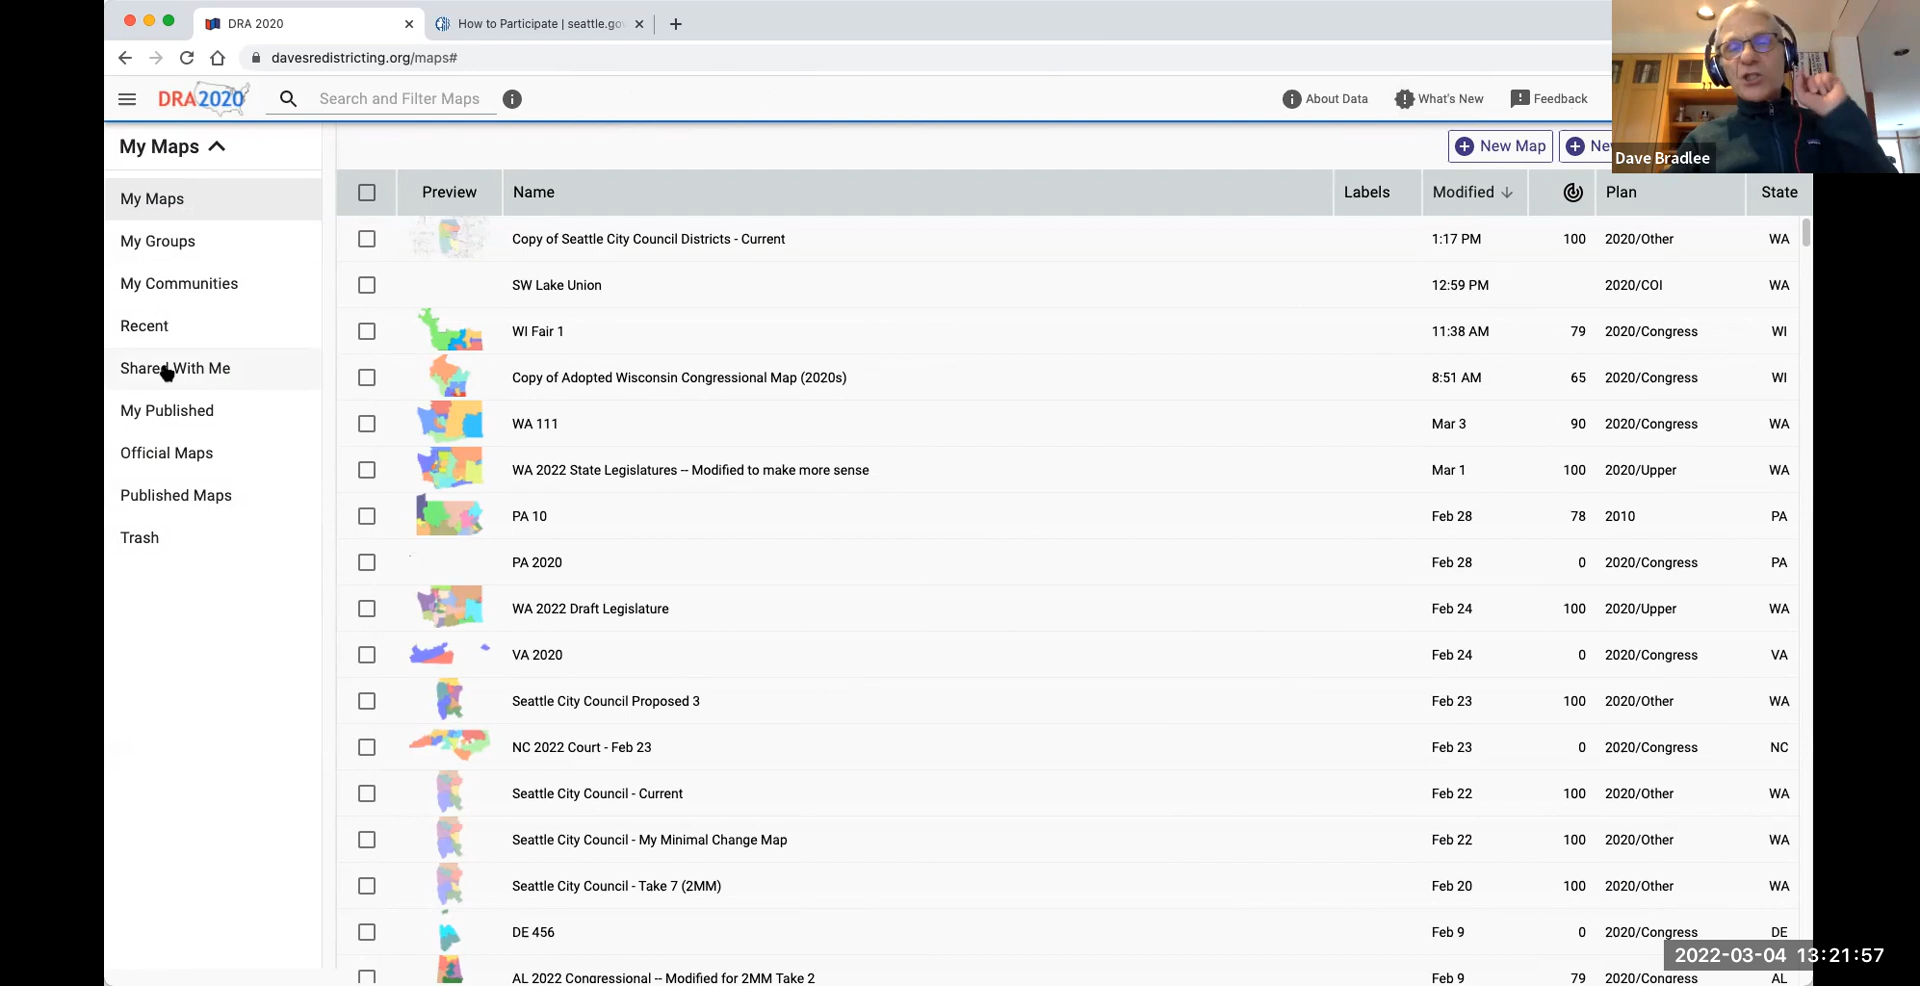 DRA 2020
How to Participate | seattle.go
davesredistricting.org/maps#
DRA2020
Search and Filter Maps
About Data
What's New
Feedback
Dave Bradlee
My Maps
New Map
Ne
My Maps
My Groups
My Communities
Recent
Shared With Me
My Published
Official Maps
Published Maps
Trash
Preview Name Labels Modified Plan State
Copy of Seattle City Council Districts - Current 1:17 PM 100 2020/Other WA
SW Lake Union 12:59 PM 2020/COI WA
WI Fair 1 11:38 AM 79 2020/Congress WI
Copy of Adopted Wisconsin Congressional Map (2020s) 8:51 AM 65 2020/Congress WI
WA 111 Mar 3 90 2020/Congress WA
WA 2022 State Legislatures -- Modified to make more sense Mar 1 100 2020/Upper WA
PA 10 Feb 28 78 2010 PA
PA 2020 Feb 28 0 2020/Congress PA
WA 2022 Draft Legislature Feb 24 100 2020/Upper WA
VA 2020 Feb 24 0 2020/Congress VA
Seattle City Council Proposed 3 Feb 23 100 2020/Other WA
NC 2022 Court - Feb 23 Feb 23 0 2020/Congress NC
Seattle City Council - Current Feb 22 100 2020/Other WA
Seattle City Council - My Minimal Change Map Feb 22 100 2020/Other WA
Seattle City Council - Take 7 (2MM) Feb 20 100 2020/Other WA
DE 456 Feb 9 0 2020/Congress DE
AL 2022 Congressional -- Modified for 2MM Take 2 Feb 9 79 2020/Congress AL
2022-03-04 13:21:57